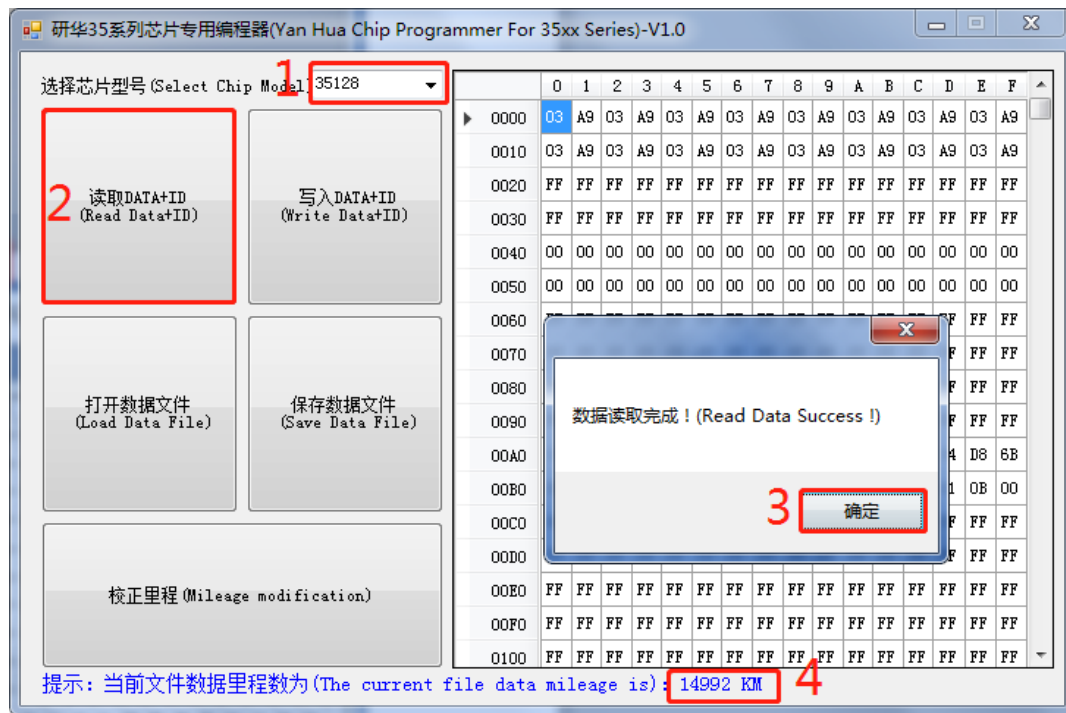 研华35系列芯片专用编程器(Yan Hua Chip Programmer For 35xx Series)-V1.0
选择芯片型号(Select Chip Model 1 35128
0 1 2 3 4 5 6 7 8 9 A B C D E F
0000 03 A9 03 A9 03 A9 03 A9 03 A9 03 A9 03 A9 03 A9
0010 03 A9 03 A9 03 A9 03 A9 03 A9 03 A9 03 A9 03 A9
0020 FF FF FF FF FF FF FF FF FF FF FF FF FF FF FF FF
0030 FF FF FF FF FF FF FF FF FF FF FF FF FF FF FF FF
0040 00 00 00 00 00 00 00 00 00 00 00 00 00 00 00 00
0050 00 00 00 00 00 00 00 00 00 00 00 00 00 00 00 00
0060 FF FF
0070 FF FF
0080 FF FF
0090 FF FF
00A0 D8 6B
00B0 0B 00
00C0 FF FF
00D0 FF FF
00E0 FF FF FF FF FF FF FF FF FF FF FF FF FF FF FF FF
00F0 FF FF FF FF FF FF FF FF FF FF FF FF FF FF FF FF
0100 FF FF FF FF FF FF FF FF FF FF FF FF FF FF FF FF
2
读取DATA+ID
(Read Data+ID)
写入DATA+ID
(Write Data+ID)
打开数据文件
(Load Data File)
保存数据文件
(Save Data File)
校正里程(Mileage modification)
数据读取完成！(Read Data Success !)
3 确定
提示：当前文件数据里程数为(The current file data mileage is)：14992 KM 4